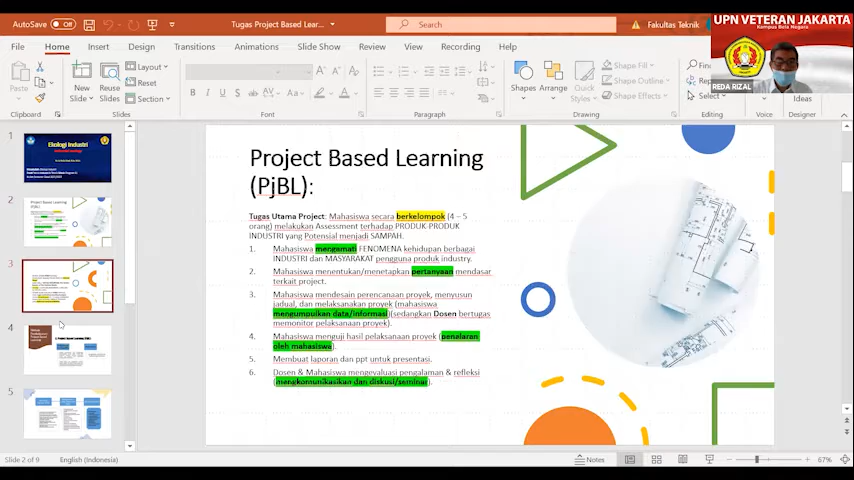 AutoSave Off
Tugas Project Based Lear...
Search
Fakultas Teknik
UPN VETERAN JAKARTA
Kampus Bela Negara
REDA RIZAL
File Home Insert Draw Design Transitions Animations Slide Show Review View Recording Help
Paste
New Slide
Reuse Slides
Layout
Reset
Section
Shapes
Arrange
Quick Styles
Shape Fill
Shape Outline
Shape Effects
Select
Ideas
Clipboard Slides Font Paragraph Drawing Editing Voice Designer
1
Ekologi Industri
2
3
4
5
Project Based Learning
(PjBL):
Tugas Utama Project: Mahasiswa secara berkelompok (4 – 5
orang) melakukan Assessment terhadap PRODUK-PRODUK
INDUSTRI yang Potensial menjadi SAMPAH.
1. Mahasiswa mengamati FENOMENA kehidupan berbagai
INDUSTRI dan MASYARAKAT pengguna produk industry.
2. Mahasiswa menentukan/menetapkan pertanyaan mendasar
terkait project.
3. Mahasiswa mendesain perencanaan proyek, menyusun
jadual, dan melaksanakan proyek (mahasiswa
mengumpulkan data/informasi)(sedangkan Dosen bertugas
memonitor pelaksanaan proyek).
4. Mahasiswa menguji hasil pelaksanaan proyek (penalaran
oleh mahasiswa).
5. Membuat laporan dan ppt untuk presentasi.
6. Dosen & Mahasiswa mengevaluasi pengalaman & refleksi
(mengkomunikasikan dan diskusi/seminar).
Slide 2 of 9 English (Indonesia)
Notes
67%